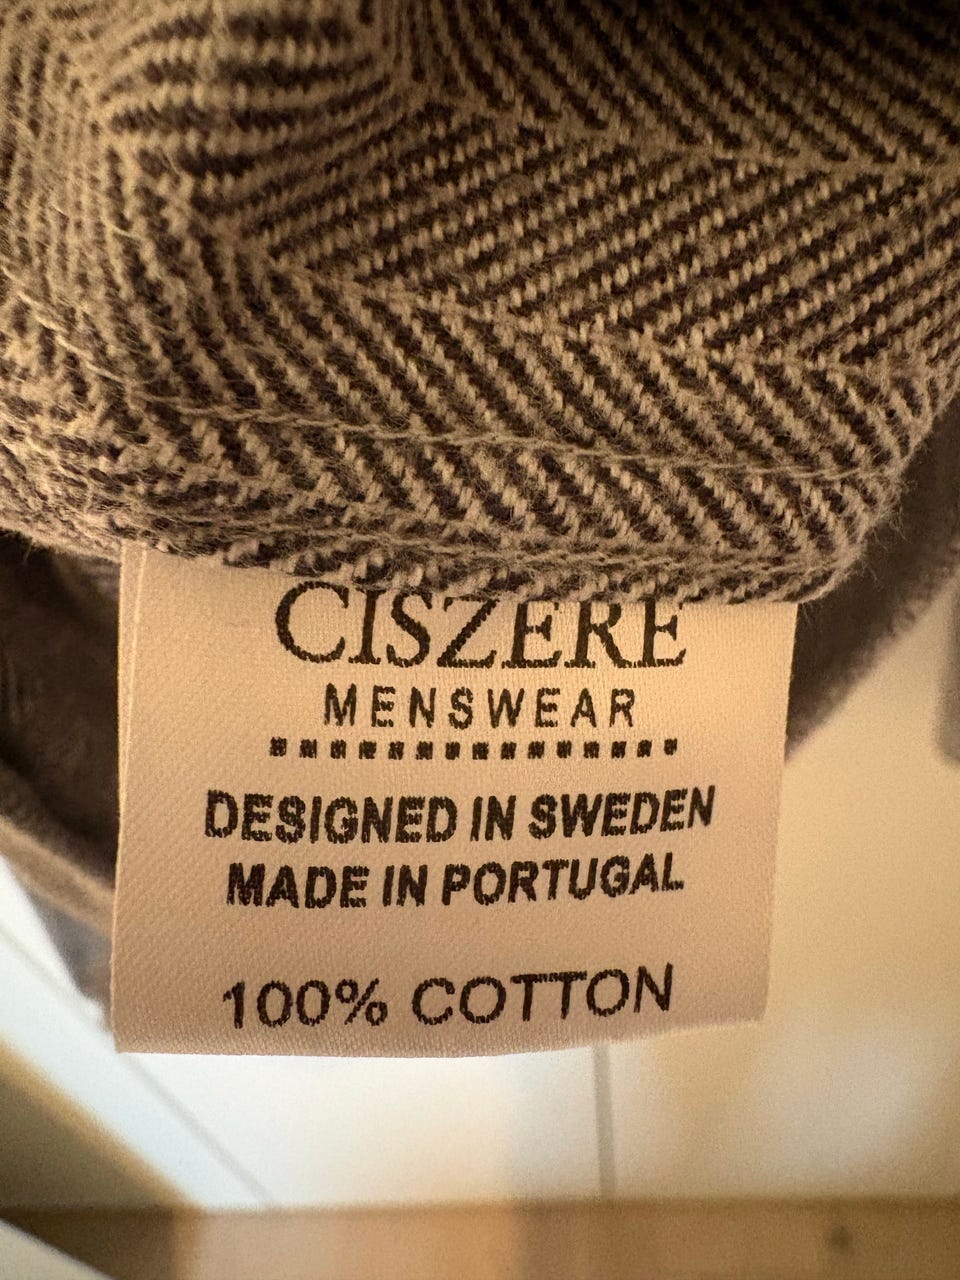 CISZERE
MENSWEAR
DESIGNED IN SWEDEN
MADE IN PORTUGAL
100% COTTON